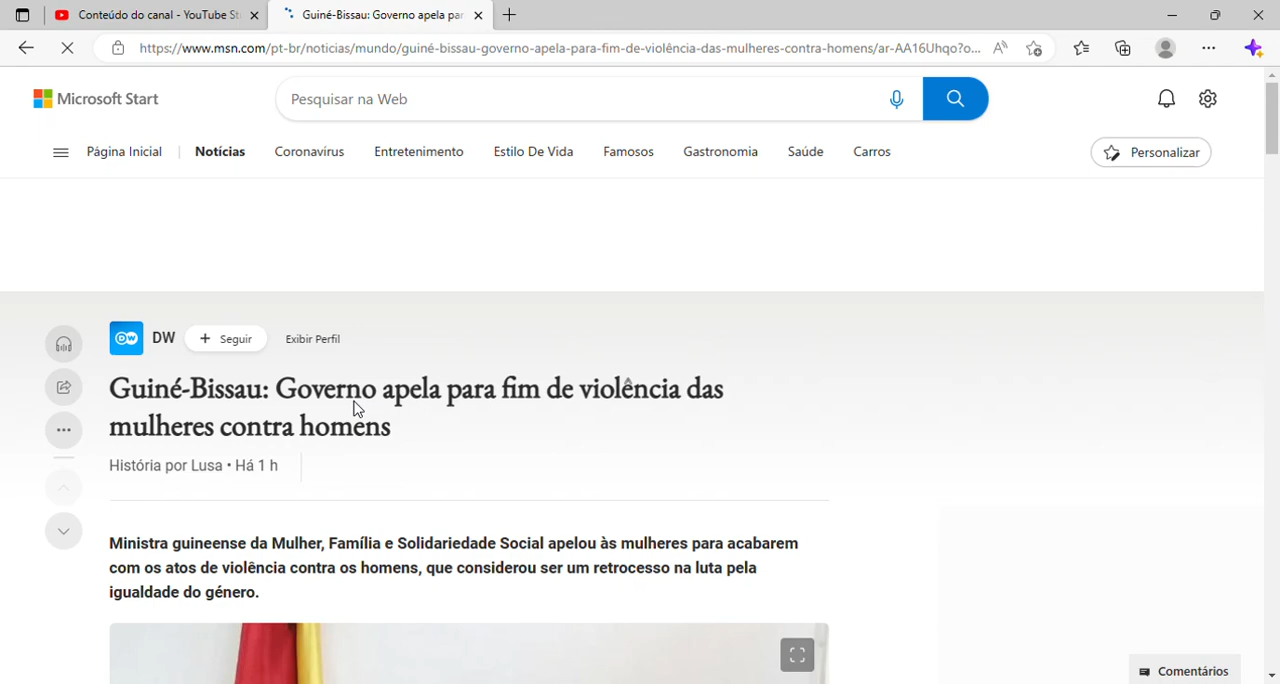 Conteúdo do canal - YouTube St
Guiné-Bissau: Governo apela par
https://www.msn.com/pt-br/noticias/mundo/guiné-bissau-governo-apela-para-fim-de-violência-das-mulheres-contra-homens/ar-AA16Uhqo?o...
Microsoft Start
Pesquisar na Web
Página Inicial
Notícias
Coronavirus
Entretenimento
Estilo De Vida
Famosos
Gastronomia
Saúde
Carros
Personalizar
DW
+ Seguir
Exibir Perfil
Guiné-Bissau: Governo apela para fim de violência das
mulheres contra homens
História por Lusa • Há 1 h
Ministra guineense da Mulher, Família e Solidariedade Social apelou às mulheres para acabarem
com os atos de violência contra os homens, que considerou ser um retrocesso na luta pela
igualdade do género.
Comentários